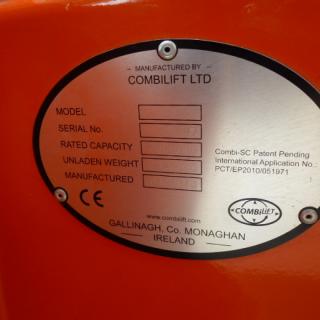 MANUFACTURED BY
COMBILIFT LTD
MODEL
SERIAL No.
RATED CAPACITY
UNLADEN WEIGHT
MANUFACTURED
Combi-SC Patent Pending
International Application No.:
PCT/EP2010/051971
CE
www.combilift.com
COMBILIFT
GALLINAGH, Co. MONAGHAN
IRELAND